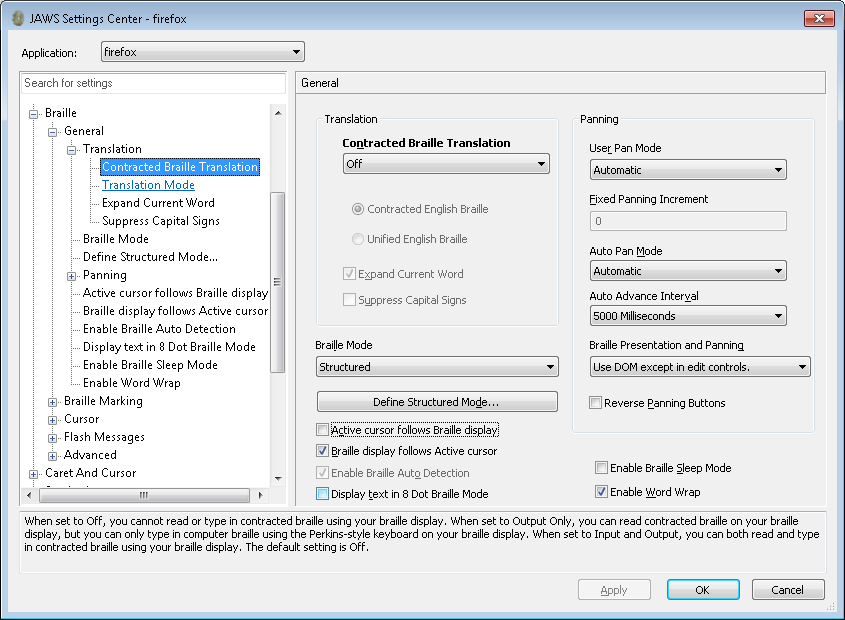 JAWS Settings Center - firefox
Application:
firefox
Search for settings
Braille
General
Translation
Contracted Braille Translation
Translation Mode
Expand Current Word
Suppress Capital Signs
Braille Mode
Define Structured Mode...
Panning
Active cursor follows Braille display
Braille display follows Active cursor
Enable Braille Auto Detection
Display text in 8 Dot Braille Mode
Enable Braille Sleep Mode
Enable Word Wrap
Braille Marking
Cursor
Flash Messages
Advanced
Caret And Cursor
General
Translation
Contracted Braille Translation
Off
Contracted English Braille
Unified English Braille
Expand Current Word
Suppress Capital Signs
Braille Mode
Structured
Define Structured Mode...
Active cursor follows Braille display
Braille display follows Active cursor
Enable Braille Auto Detection
Display text in 8 Dot Braille Mode
Panning
User Pan Mode
Automatic
Fixed Panning Increment
0
Auto Pan Mode
Automatic
Auto Advance Interval
5000 Milliseconds
Braille Presentation and Panning
Use DOM except in edit controls.
Reverse Panning Buttons
Enable Braille Sleep Mode
Enable Word Wrap
When set to Off, you cannot read or type in contracted braille using your braille display. When set to Output Only, you can read contracted braille on your braille
display, but you can only type in computer braille using the Perkins-style keyboard on your braille display. When set to Input and Output, you can both read and type
in contracted braille using your braille display. The default setting is Off.
Apply
OK
Cancel